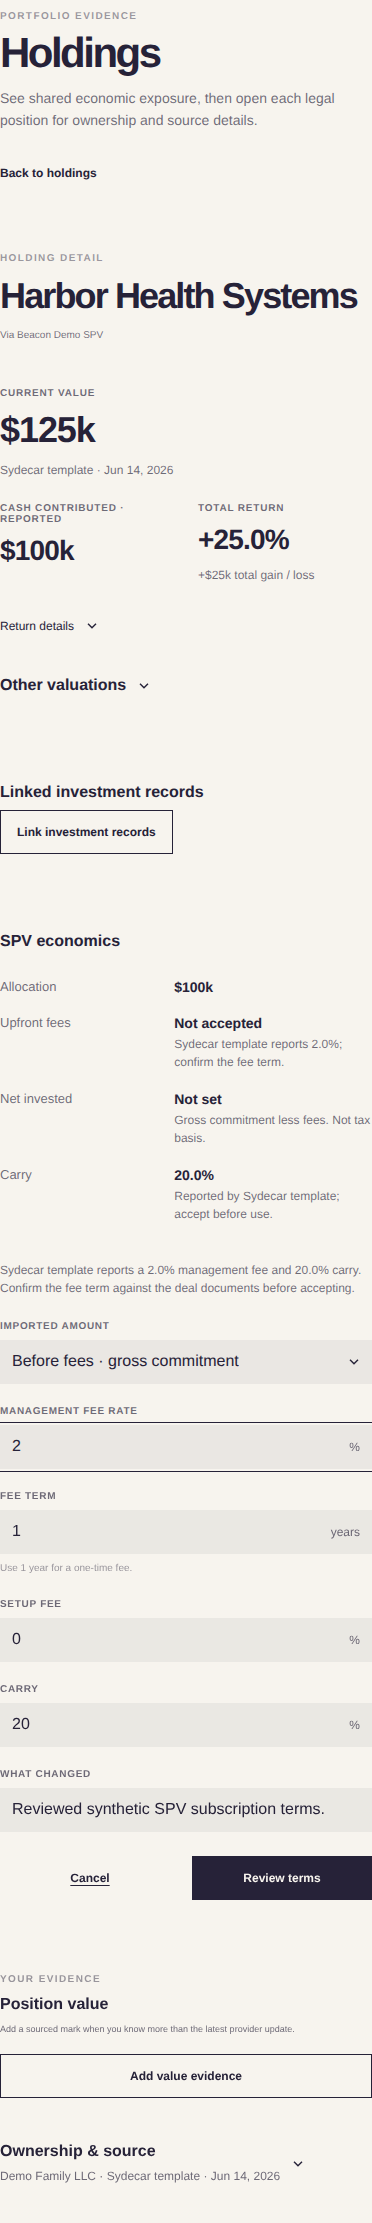 PORTFOLIO EVIDENCE
Holdings
See shared economic exposure, then open each legal
position for ownership and source details.
Back to holdings
HOLDING DETAIL
Harbor Health Systems
Via Beacon Demo SPV
CURRENT VALUE
$125k
Sydecar template · Jun 14, 2026
CASH CONTRIBUTED ·
REPORTED
$100k
TOTAL RETURN
+25.0%
+$25k total gain / loss
Return details
Other valuations
Linked investment records
Link investment records
SPV economics
Allocation
$100k
Upfront fees
Not accepted
Sydecar template reports 2.0%;
confirm the fee term.
Net invested
Not set
Gross commitment less fees. Not tax
basis.
Carry
20.0%
Reported by Sydecar template;
accept before use.
Sydecar template reports a 2.0% management fee and 20.0% carry.
Confirm the fee term against the deal documents before accepting.
IMPORTED AMOUNT
Before fees · gross commitment
MANAGEMENT FEE RATE
2 %
FEE TERM
1 years
Use 1 year for a one-time fee.
SETUP FEE
0 %
CARRY
20 %
WHAT CHANGED
Reviewed synthetic SPV subscription terms.
Cancel
Review terms
YOUR EVIDENCE
Position value
Add a sourced mark when you know more than the latest provider update.
Add value evidence
Ownership & source
Demo Family LLC · Sydecar template · Jun 14, 2026